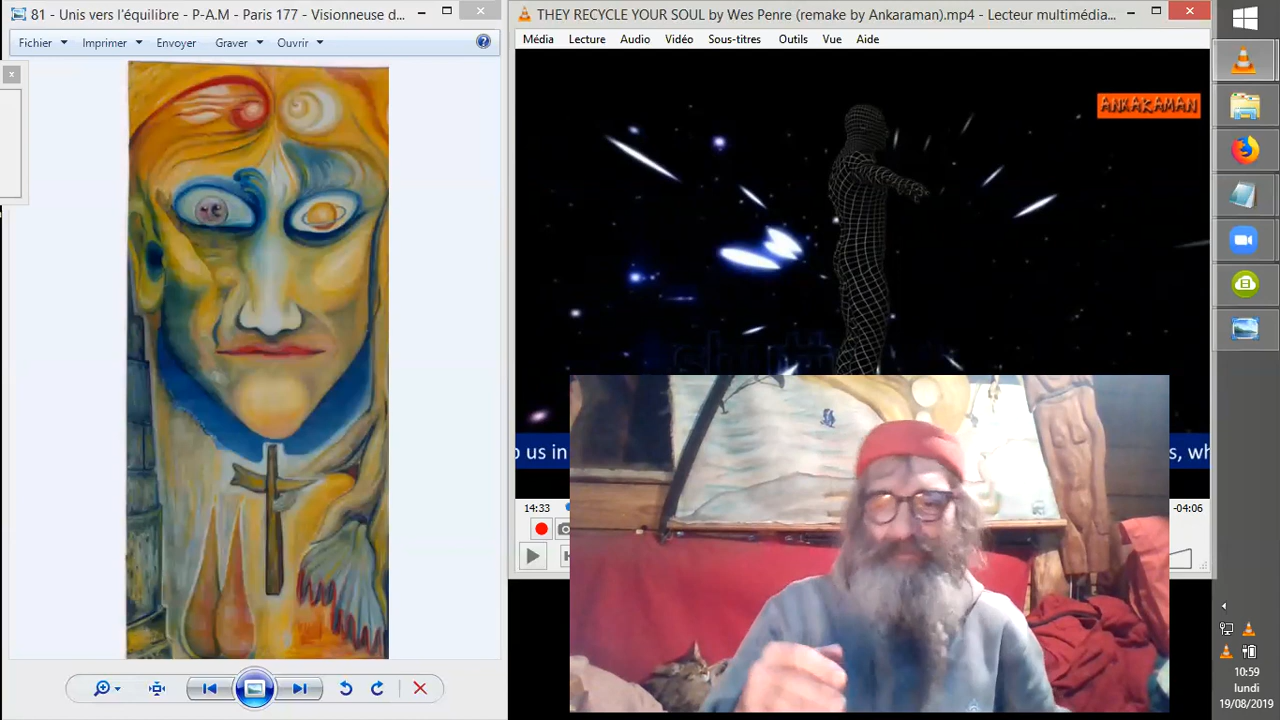 81 - Unis vers l'équilibre - P-A-M - Paris 177 - Visionneuse d...
Fichier Imprimer Envoyer Graver Ouvrir
THEY RECYCLE YOUR SOUL by Wes Penre (remake by Ankaraman).mp4 - Lecteur multimédia...
Média Lecture Audio Vidéo Sous-titres Outils Vue Aide
ANKARAMAN
us in
s, wh
14:33
-04:06
10:59
lundi
19/08/2019